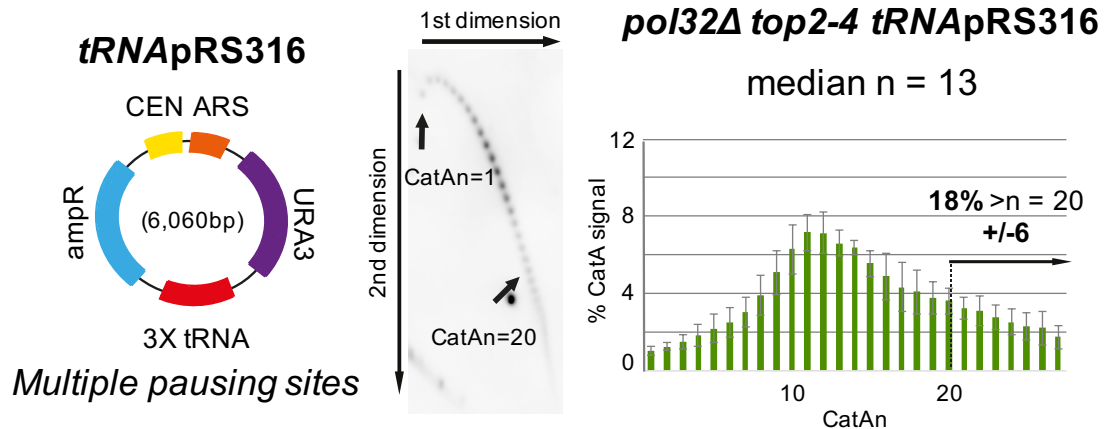 tRNApRS316
CEN ARS
ampR
(6,060bp)
URA3
3X tRNA
Multiple pausing sites
1st dimension
2nd dimension
CatAn=1
CatAn=20
pol32Δ top2-4 tRNApRS316
median n = 13
% CatA signal
12
8
4
0
18% >n = 20
+/-6
10
20
CatAn